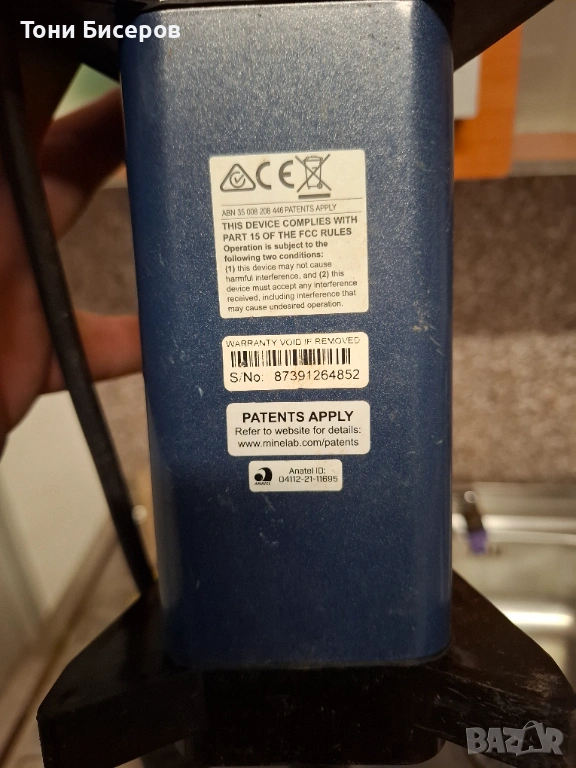 Тони Бисеров
CE
ABN 35 008 208 446 PATENTS APPLY
THIS DEVICE COMPLIES WITH
PART 15 OF THE FCC RULES
Operation is subject to the
following two conditions:
(1) this device may not cause
harmful interference, and (2) this
device must accept any interference
received, including interference that
may cause undesired operation.
WARRANTY VOID IF REMOVED
S/No: 87391264852
PATENTS APPLY
Refer to website for details:
www.minelab.com/patents
Anatel ID:
04112-21-11695
ANATEL
BAZAR